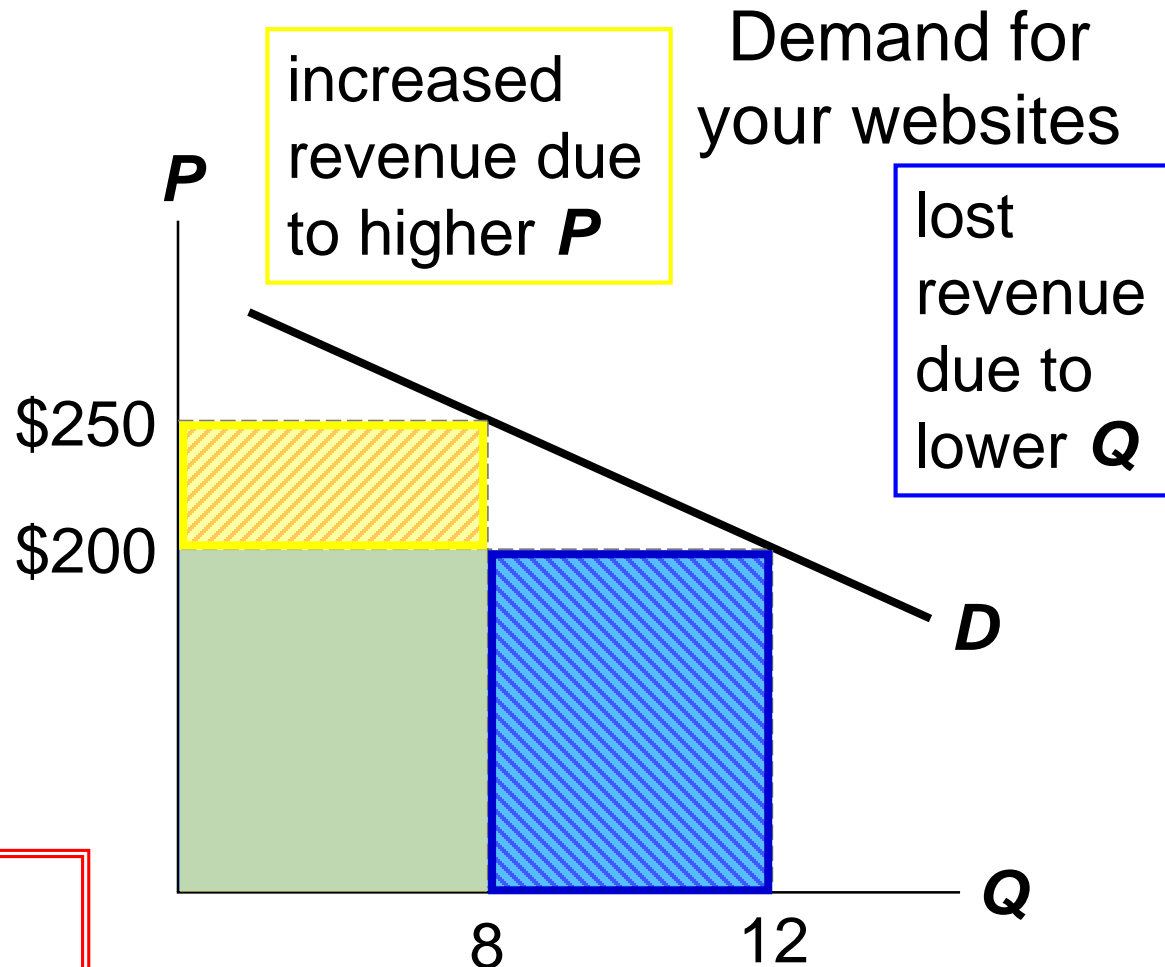 Demand for
your websites
increased
revenue due
to higher P
lost
revenue
due to
lower Q
P
$250
$200
D
Q
8
12